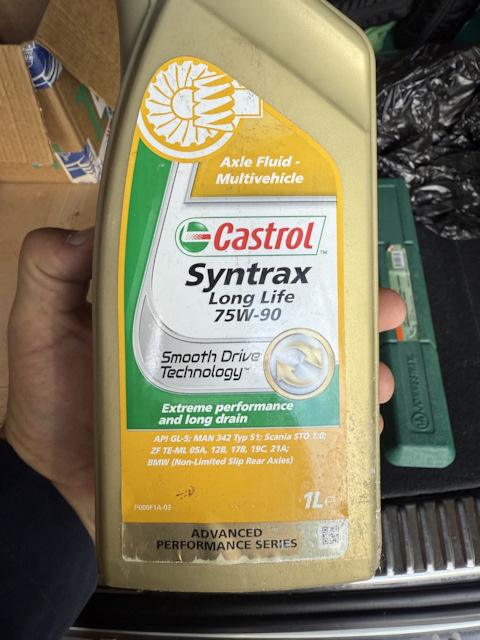 Axle Fluid -
Multivehicle
Castrol™
Syntrax
Long Life
75W-90
Smooth Drive
Technology™
Extreme performance
and long drain
API GL-5; MAN 342 Typ S1; Scania STO 1:0;
ZF TE-ML 05A, 12B, 17B, 19C, 21A;
BMW (Non-Limited Slip Rear Axles)
P000F1A-03
1L e
ADVANCED
PERFORMANCE SERIES